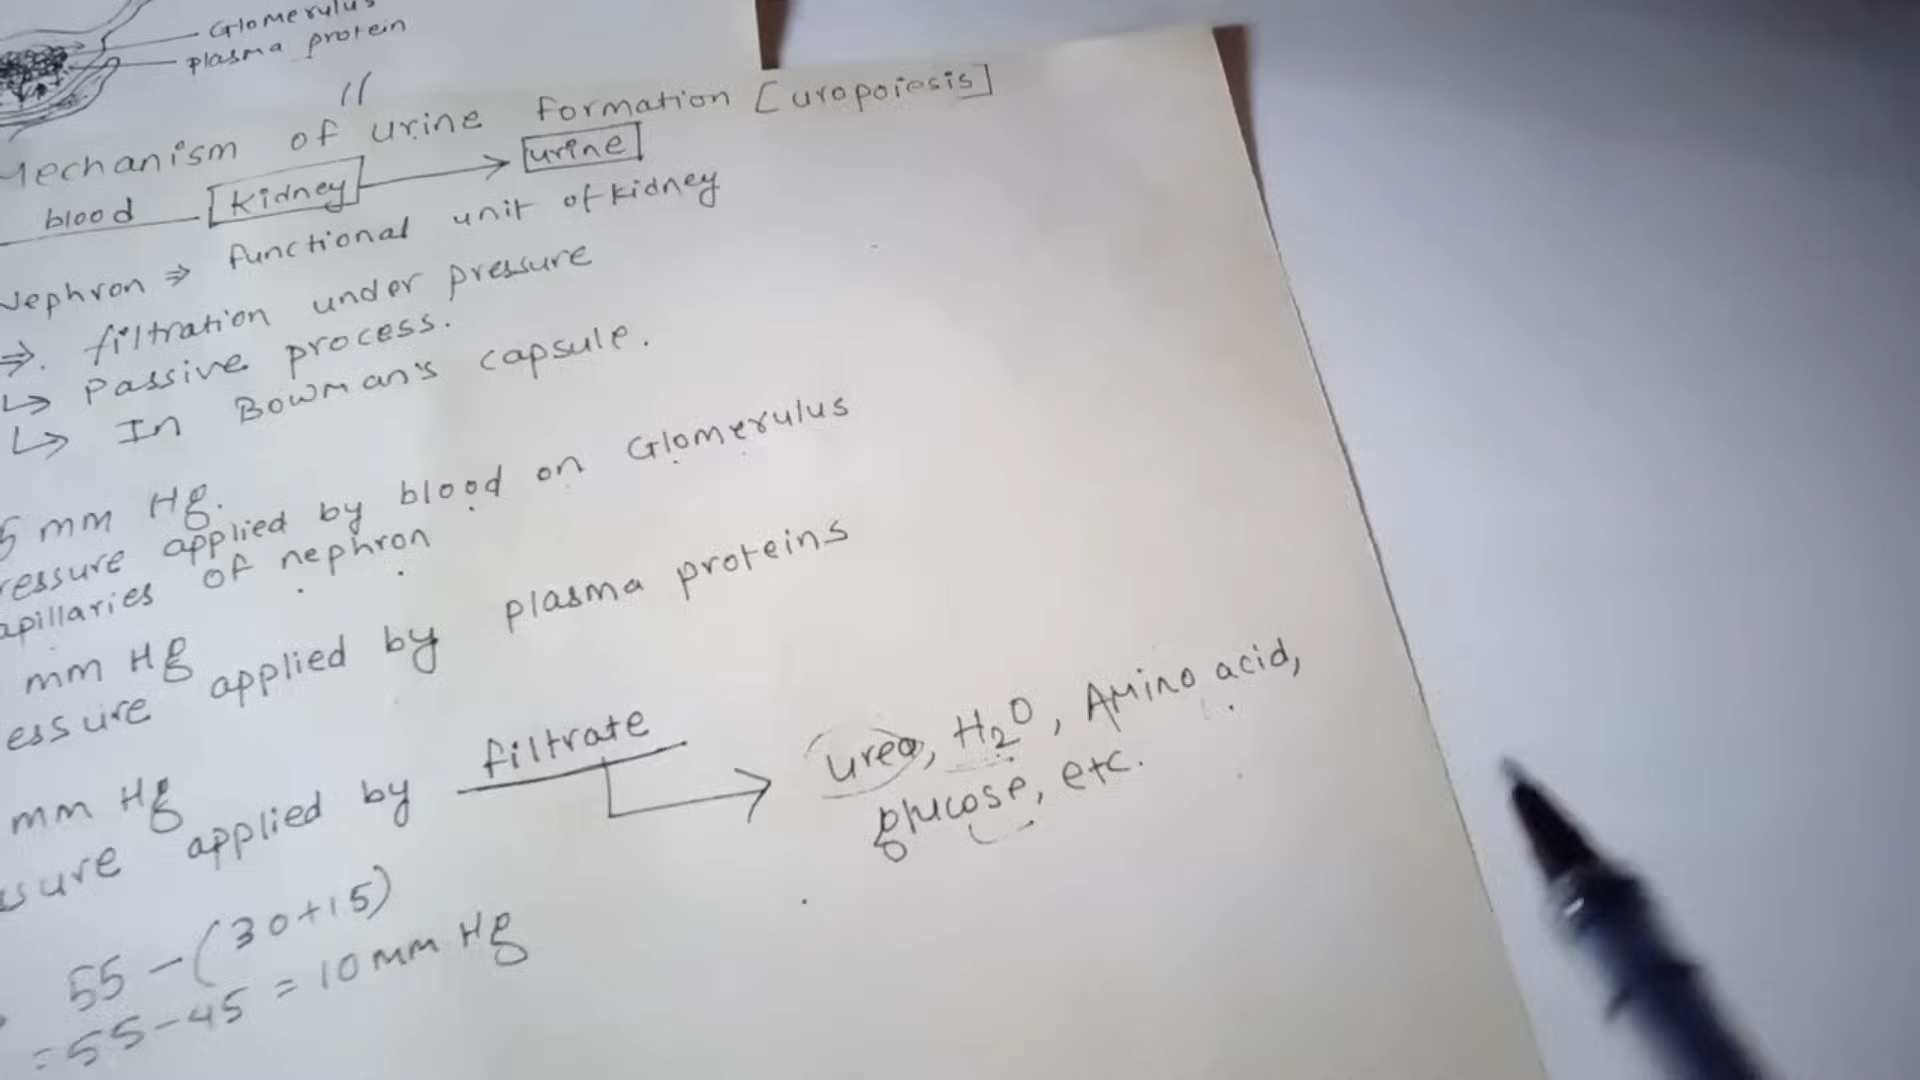 Glomerulus
plasma protein
Mechanism of urine formation [uropoiesis]
blood kidney urine
Nephron ⇒ functional unit of kidney
⇒. filtration under pressure
↳ Passive process.
↳ In Bowman's capsule.
5 mm Hg.
ressure applied by blood on Glomerulus
apillaries of nephron
mm Hg
essure applied by plasma proteins
mm Hg
ssure applied by filtrate → urea, H₂O, Amino acid,
glucose, etc.
55 - (30+15)
= 55 - 45 = 10 mm Hg